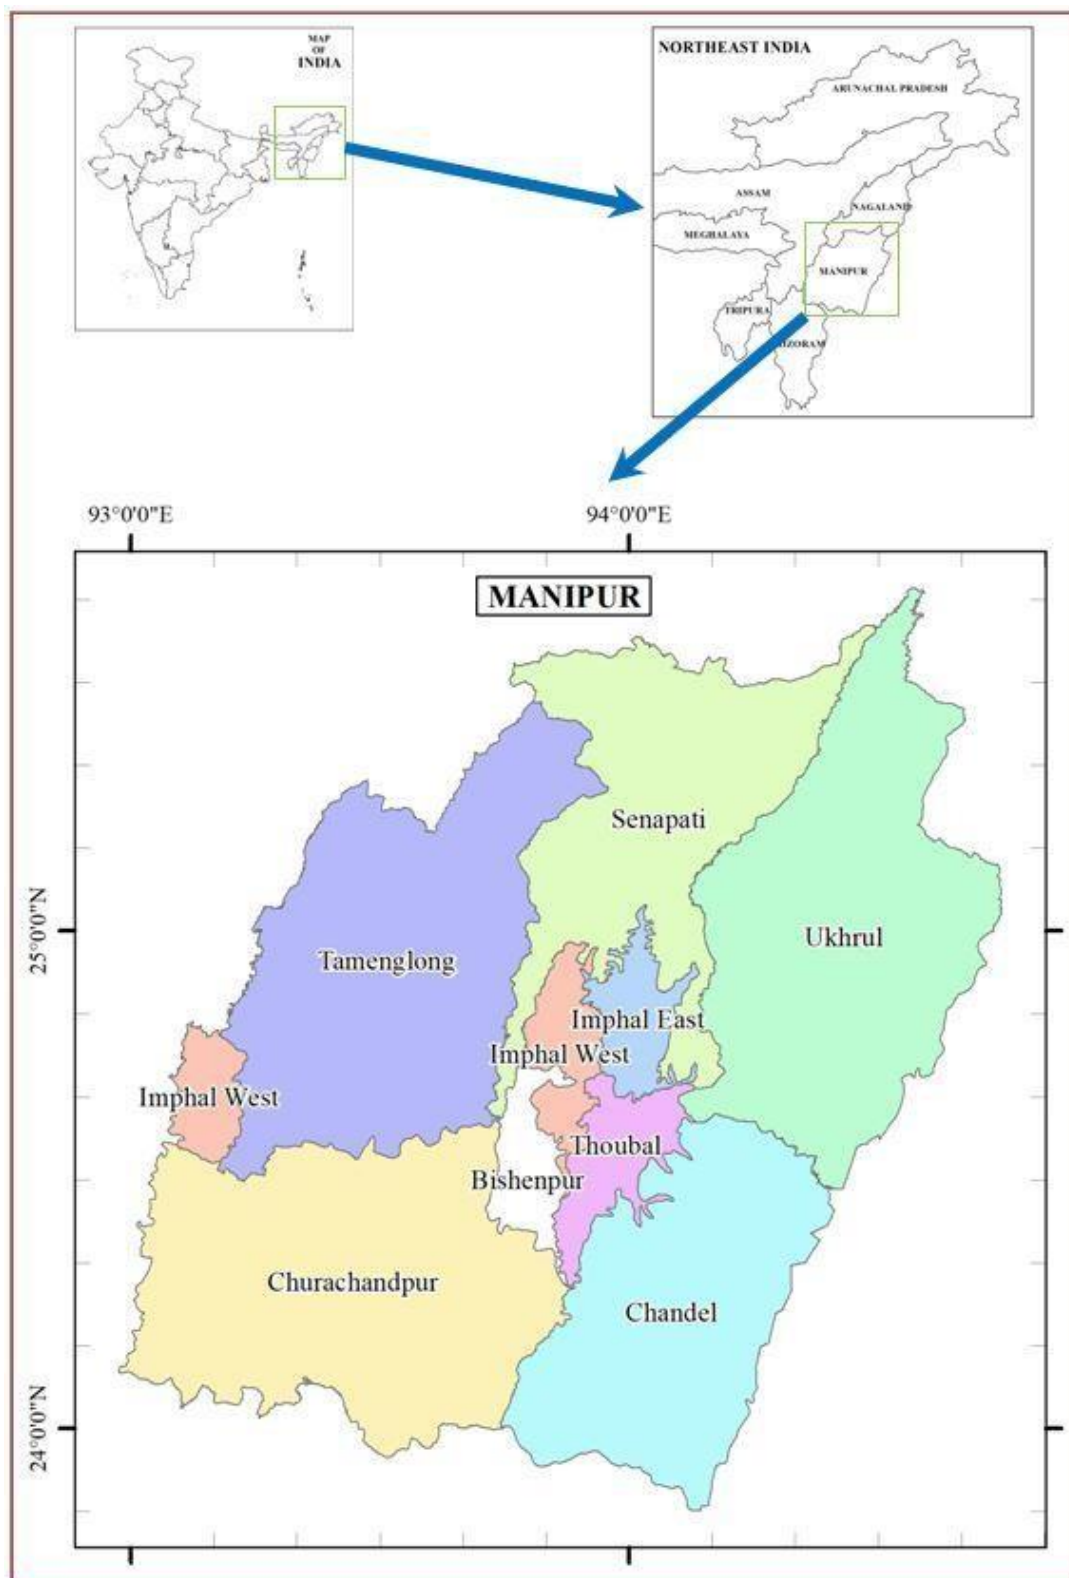 MAP
OF
INDIA
NORTHEAST INDIA
ARUNACHAL PRADESH
ASSAM
NAGALAND
MEGHALAYA
MANIPUR
TRIPURA
IZORAM
93°0'0"E
94°0'0"E
MANIPUR
Senapati
25°0'0"N
Ukhrul
Tamenglong
Imphal East
Imphal West
Imphal West
Thoubal
Bishenpur
Churachandpur
Chandel
24°0'0"N